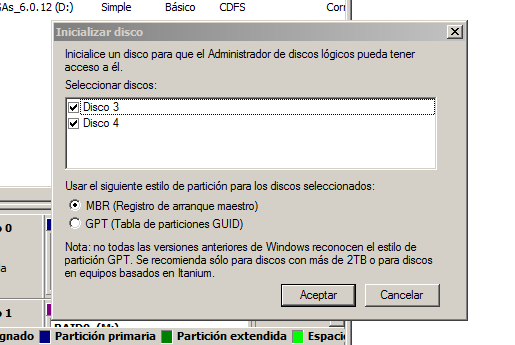 GAs_6.0.12 (D:) Simple Básico CDFS Corr
Inicializar disco
Inicialice un disco para que el Administrador de discos lógicos pueda tener
acceso a él.
Seleccionar discos:
Disco 3
Disco 4
Usar el siguiente estilo de partición para los discos seleccionados:
MBR (Registro de arranque maestro)
GPT (Tabla de particiones GUID)
Nota: no todas las versiones anteriores de Windows reconocen el estilo de
partición GPT. Se recomienda sólo para discos con más de 2TB o para discos
en equipos basados en Itanium.
Aceptar Cancelar
o 0
o 1
RAID0 (M:)
gnado Partición primaria Partición extendida Espacio